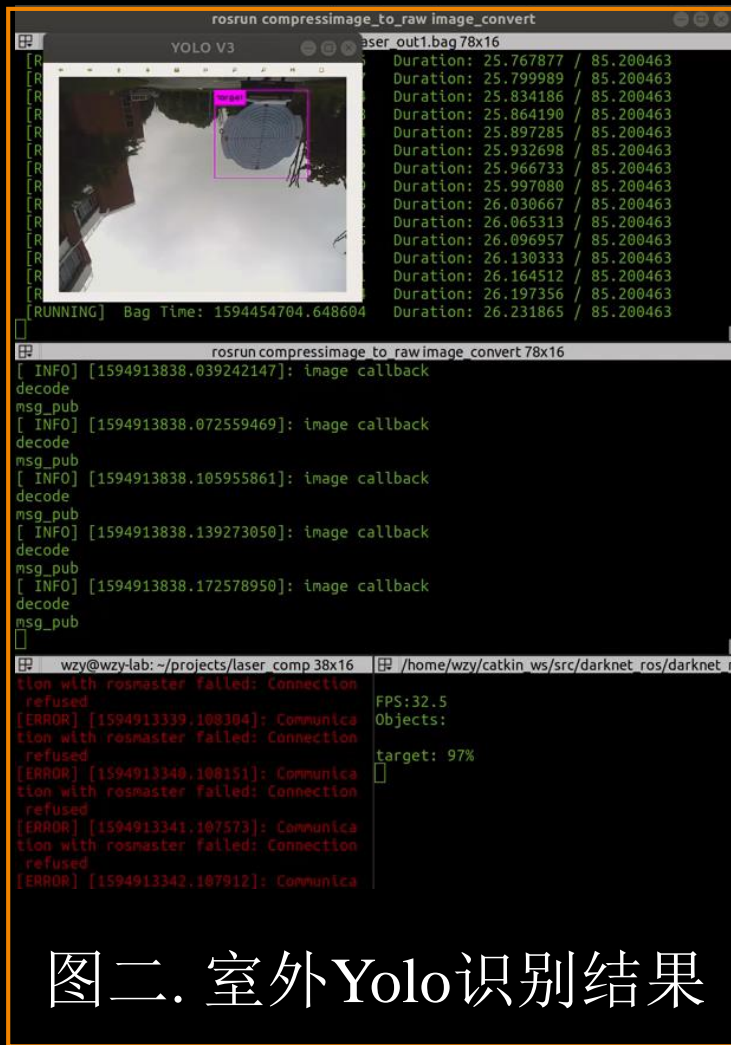 rosrun compressimage_to_raw image_convert
aser_out1.bag 78x16
YOLO V3
target
Duration: 25.767877 / 85.200463
Duration: 25.799989 / 85.200463
Duration: 25.834186 / 85.200463
Duration: 25.864190 / 85.200463
Duration: 25.897285 / 85.200463
Duration: 25.932698 / 85.200463
Duration: 25.966733 / 85.200463
Duration: 25.997080 / 85.200463
Duration: 26.030667 / 85.200463
Duration: 26.065313 / 85.200463
Duration: 26.096957 / 85.200463
Duration: 26.130333 / 85.200463
Duration: 26.164512 / 85.200463
Duration: 26.197356 / 85.200463
[RUNNING] Bag Time: 1594454704.648604 Duration: 26.231865 / 85.200463
rosrun compressimage_to_raw image_convert 78x16
[ INFO] [1594913838.039242147]: image callback
decode
msg_pub
[ INFO] [1594913838.072559469]: image callback
decode
msg_pub
[ INFO] [1594913838.105955861]: image callback
decode
msg_pub
[ INFO] [1594913838.139273050]: image callback
decode
msg_pub
[ INFO] [1594913838.172578950]: image callback
decode
msg_pub
wzy@wzy-lab: ~/projects/laser_comp 38x16
tion with rosmaster failed: Connection
refused
[ERROR] [1594913339.108304]: Communica
tion with rosmaster failed: Connection
refused
[ERROR] [1594913340.108151]: Communica
tion with rosmaster failed: Connection
refused
[ERROR] [1594913341.107573]: Communica
tion with rosmaster failed: Connection
refused
[ERROR] [1594913342.107912]: Communica
/home/wzy/catkin_ws/src/darknet_ros/darknet_r
FPS:32.5
Objects:
target: 97%
图二. 室外Yolo识别结果